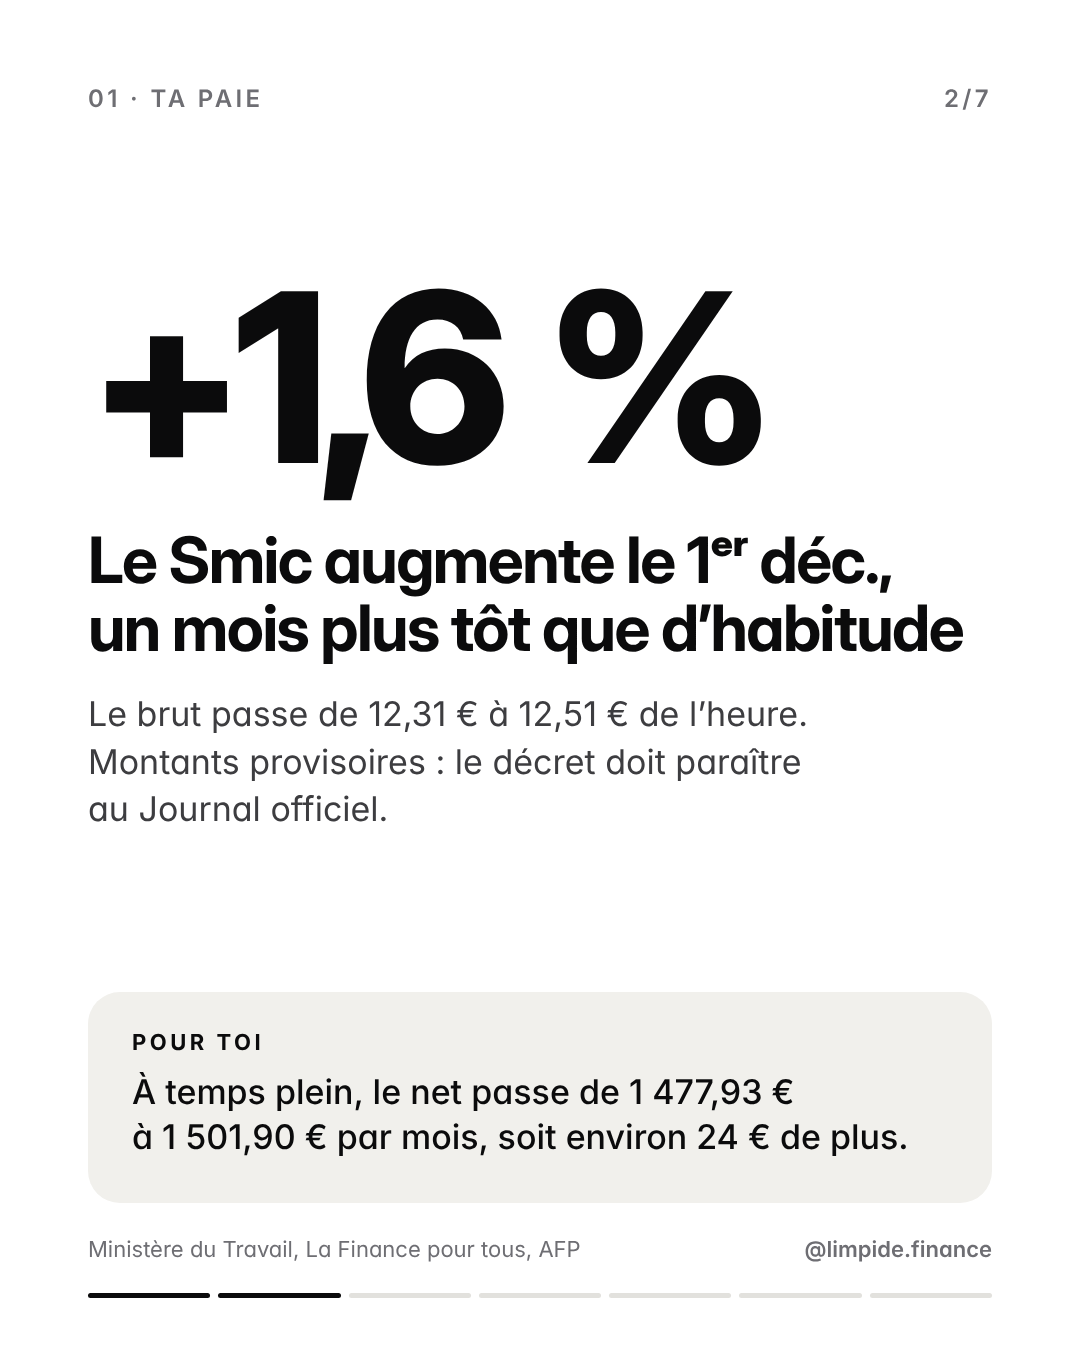 01 · TA PAIE
2/7
+1,6 %
Le Smic augmente le 1er déc.,
un mois plus tôt que d’habitude
Le brut passe de 12,31 € à 12,51 € de l’heure.
Montants provisoires : le décret doit paraître
au Journal officiel.
POUR TOI
À temps plein, le net passe de 1 477,93 €
à 1 501,90 € par mois, soit environ 24 € de plus.
Ministère du Travail, La Finance pour tous, AFP
@limpide.finance